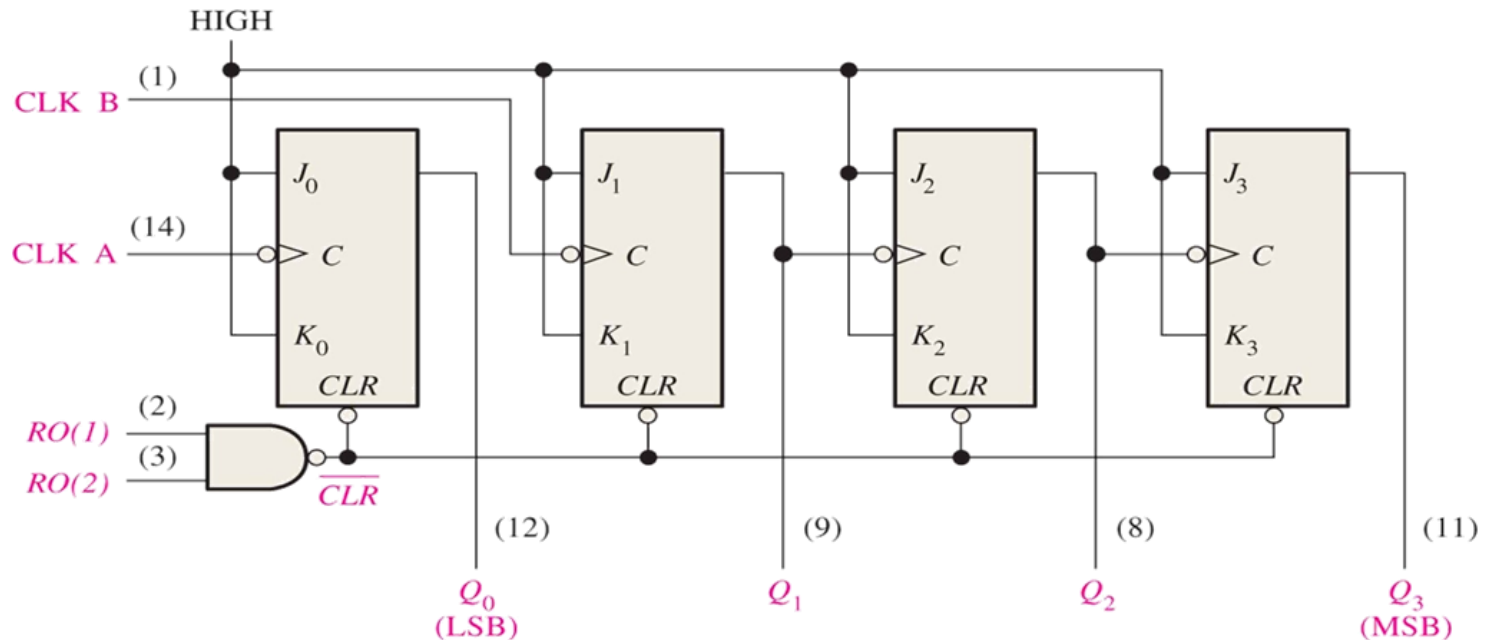 HIGH
(1)
CLK B
J0
J1
J2
J3
(14)
CLK A
C
C
C
C
K0
K1
K2
K3
CLR
CLR
CLR
CLR
(2)
RO(1)
(3)
RO(2)
CLR
(12)
(9)
(8)
(11)
Q0
Q1
Q2
Q3
(LSB)
(MSB)